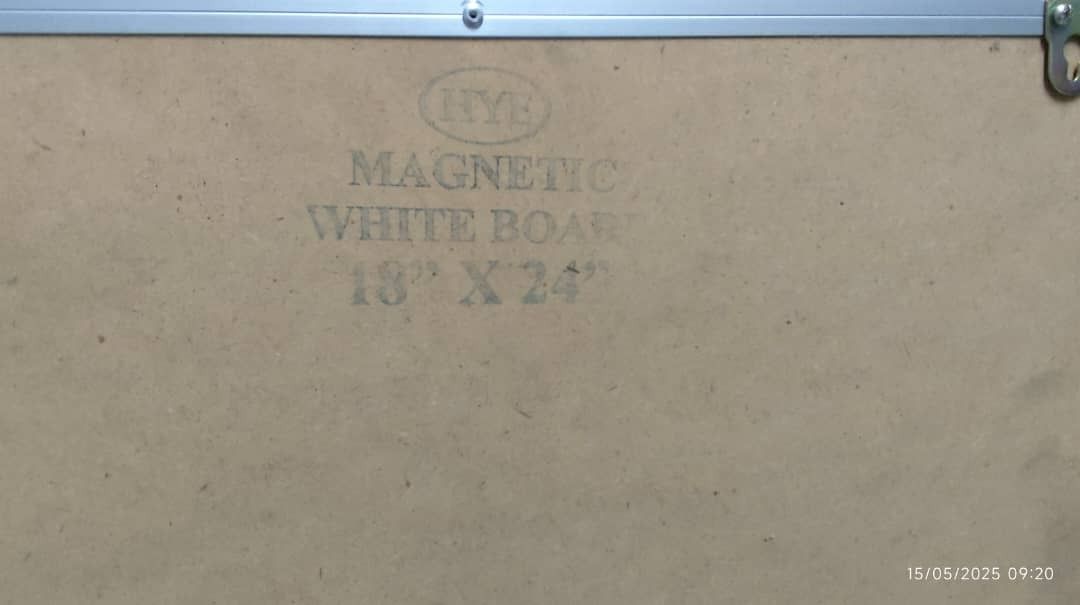 HYE
MAGNETIC
WHITE BOARD
18” X 24”
15/05/2025 09:20